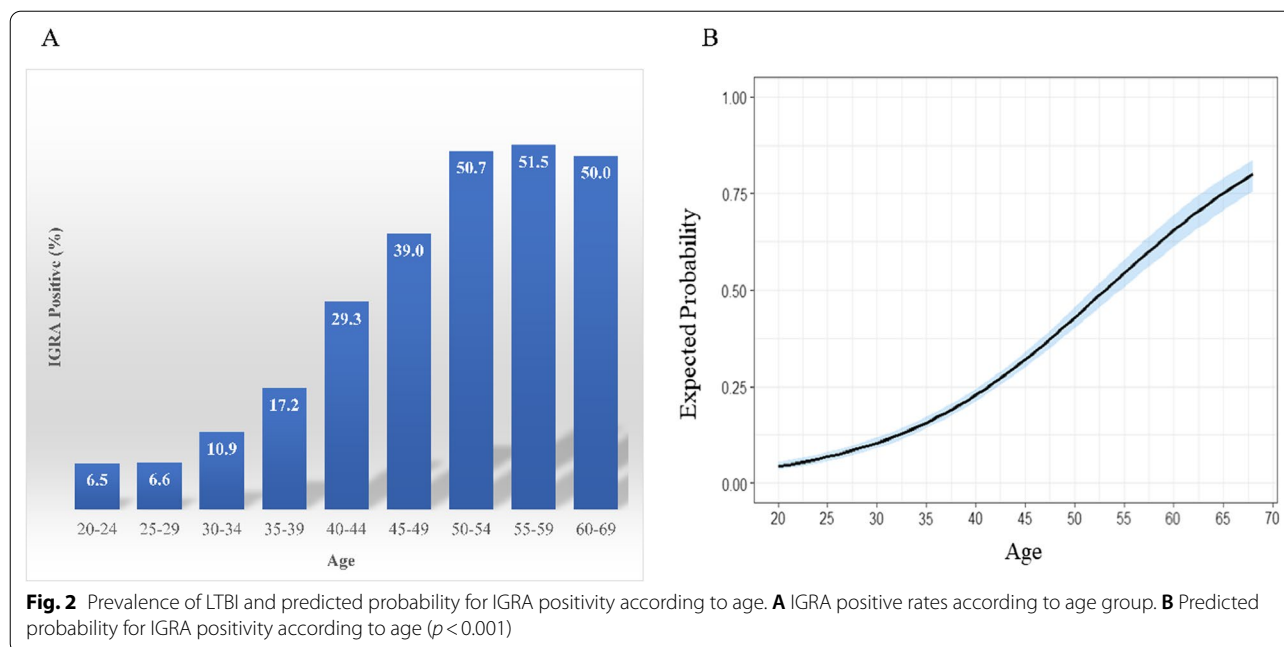 A
IGRA Positive (%)
6.5
6.6
10.9
17.2
29.3
39.0
50.7
51.5
50.0
20-24 25-29 30-34 35-39 40-44 45-49 50-54 55-59 60-69
Age
B
Expected Probability
1.00
0.75
0.50
0.25
0.00
20 25 30 35 40 45 50 55 60 65 70
Age
Fig. 2 Prevalence of LTBI and predicted probability for IGRA positivity according to age. A IGRA positive rates according to age group. B Predicted
probability for IGRA positivity according to age (p < 0.001)